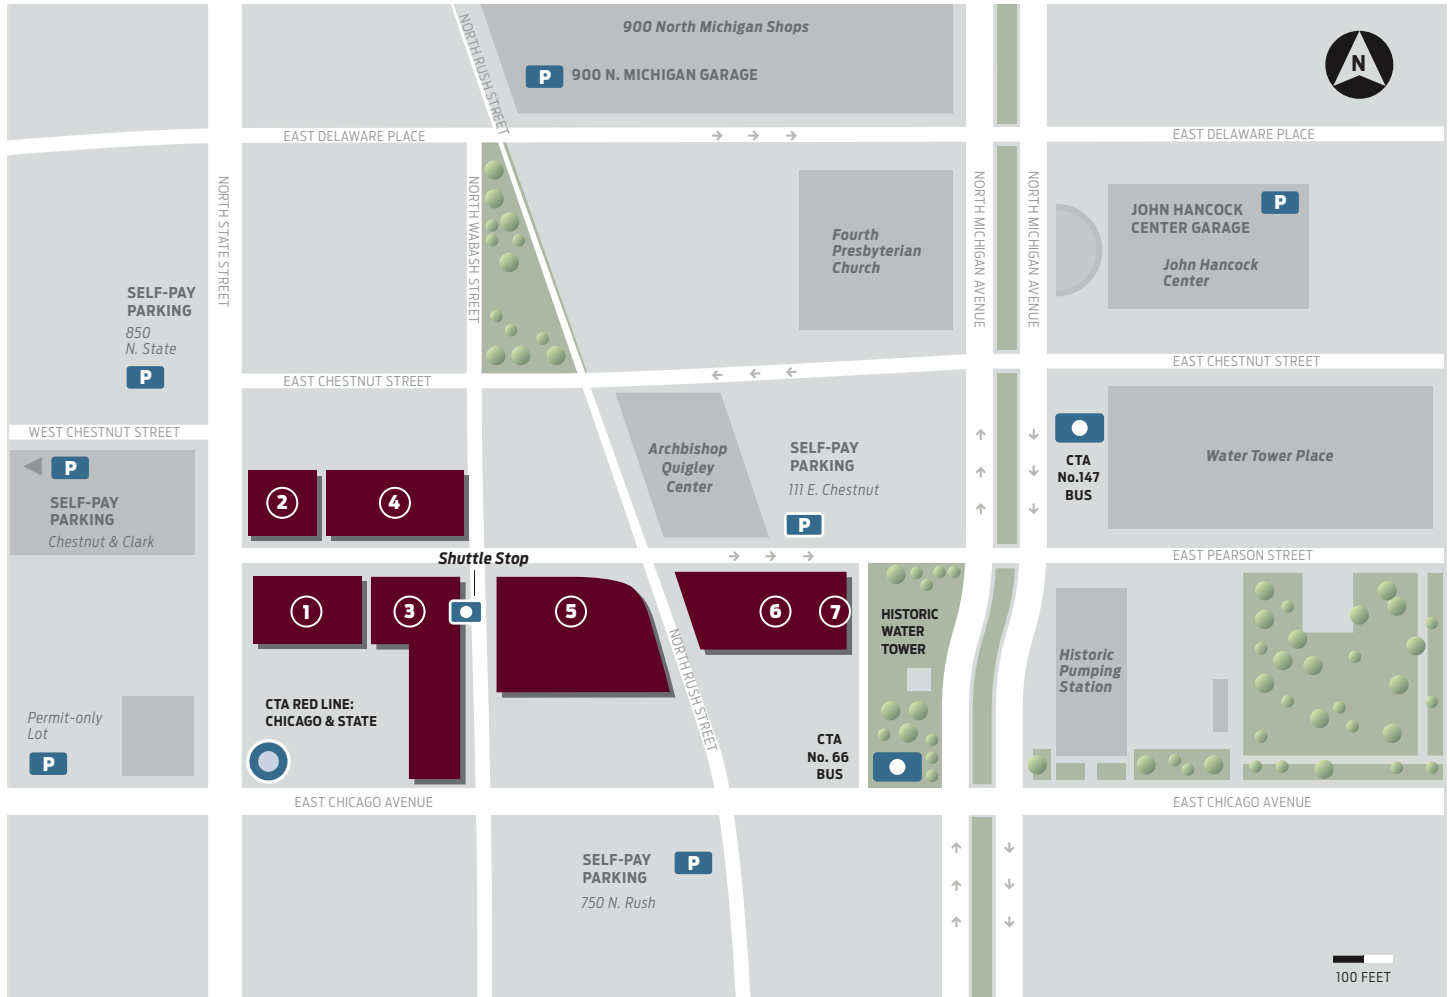 900 North Michigan Shops
P 900 N. MICHIGAN GARAGE
N
NORTH RUSH STREET
EAST DELAWARE PLACE
EAST DELAWARE PLACE
NORTH STATE STREET
NORTH WABASH STREET
NORTH MICHIGAN AVENUE
NORTH MICHIGAN AVENUE
Fourth
Presbyterian
Church
P
JOHN HANCOCK
CENTER GARAGE
John Hancock
Center
SELF-PAY
PARKING
850
N. State
P
EAST CHESTNUT STREET
EAST CHESTNUT STREET
WEST CHESTNUT STREET
P
SELF-PAY
PARKING
Chestnut & Clark
Archbishop
Quigley
Center
SELF-PAY
PARKING
111 E. Chestnut
P
CTA
No.147
BUS
Water Tower Place
2
4
Shuttle Stop
EAST PEARSON STREET
1
3
5
6
7
HISTORIC
WATER
TOWER
NORTH RUSH STREET
Historic
Pumping
Station
CTA RED LINE:
CHICAGO & STATE
Permit-only
Lot
P
CTA
No. 66
BUS
EAST CHICAGO AVENUE
EAST CHICAGO AVENUE
SELF-PAY
PARKING
P
750 N. Rush
100 FEET